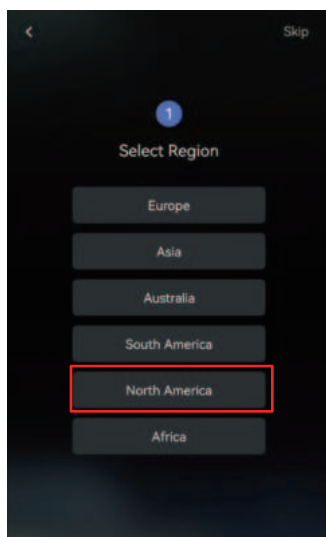 Skip
1
Select Region
Europe
Asia
Australia
South America
North America
Africa